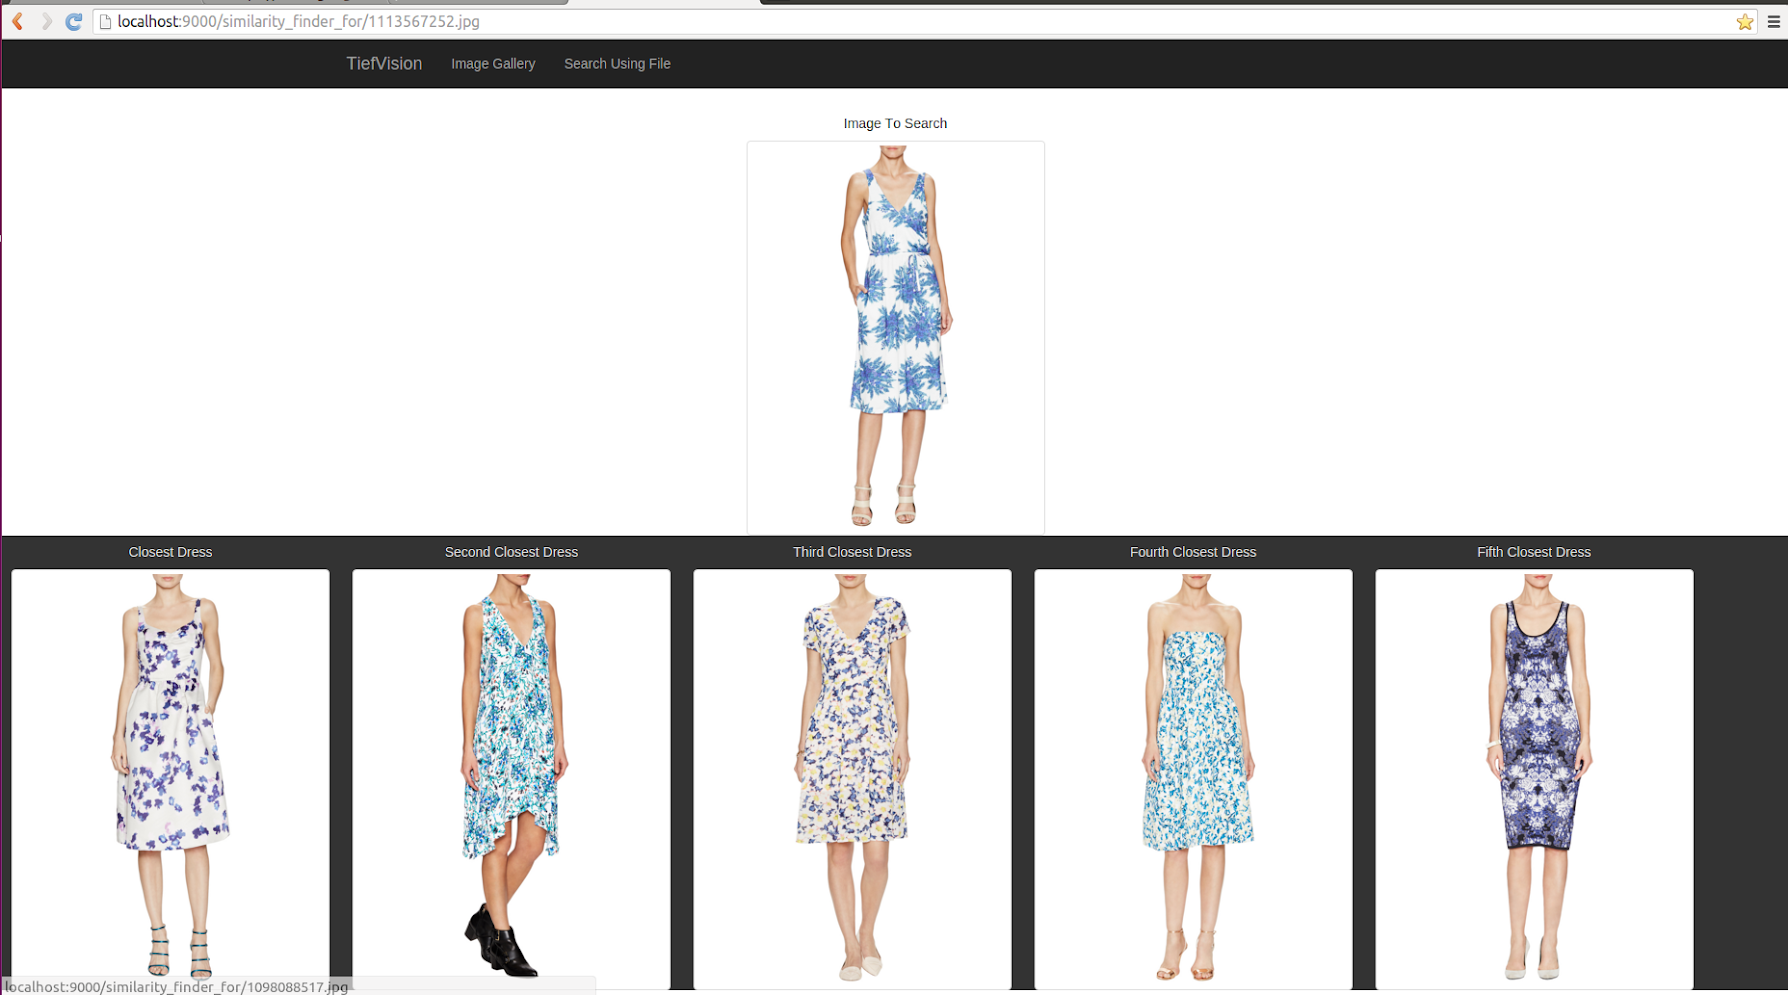 localhost:9000/similarity_finder_for/1113567252.jpg
TiefVision Image Gallery Search Using File
Image To Search
Closest Dress Second Closest Dress Third Closest Dress Fourth Closest Dress Fifth Closest Dress
localhost:9000/similarity_finder_for/1098088517.jpg